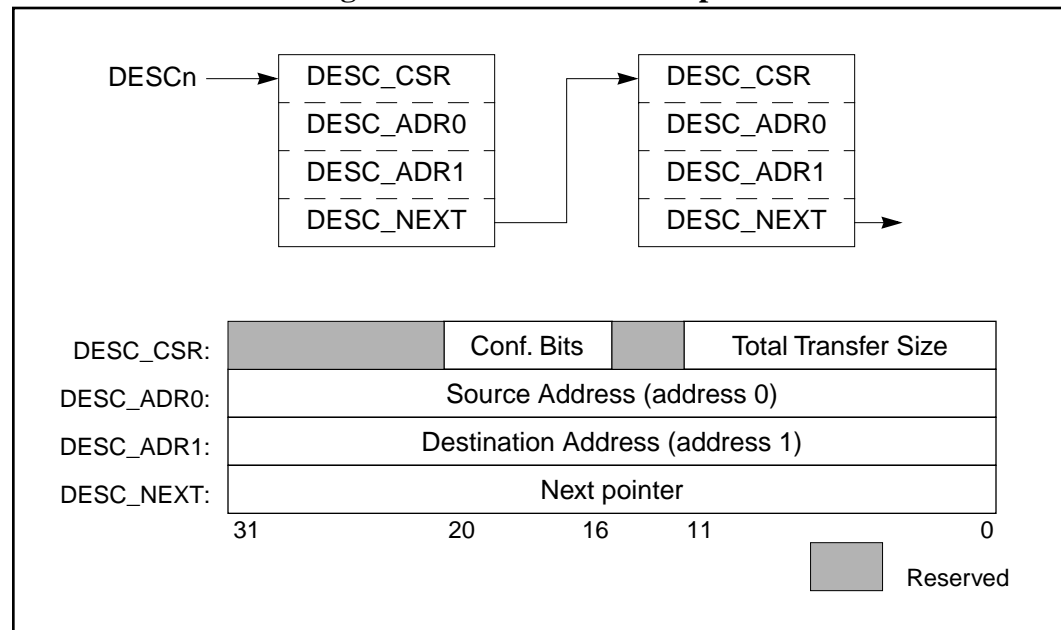 DESCn
DESC_CSR
DESC_ADR0
DESC_ADR1
DESC_NEXT
DESC_CSR
DESC_ADR0
DESC_ADR1
DESC_NEXT
DESC_CSR: Conf. Bits Total Transfer Size
DESC_ADR0: Source Address (address 0)
DESC_ADR1: Destination Address (address 1)
DESC_NEXT: Next pointer
31 20 16 11 0
Reserved